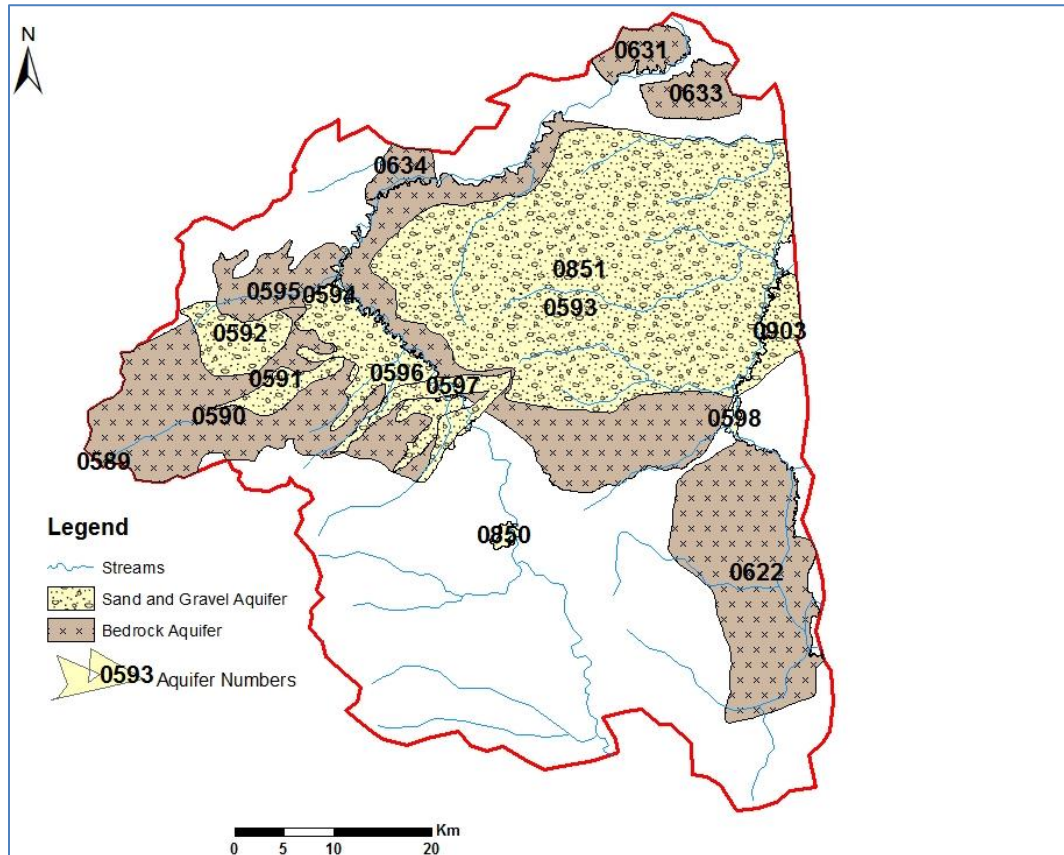 N
0631
0633
0634
0851
0595
0594
0593
0592
0903
0591
0596
0597
0590
0598
0589
0850
0622
Legend
Streams
Sand and Gravel Aquifer
Bedrock Aquifer
0593 Aquifer Numbers
Km
0 5 10 20